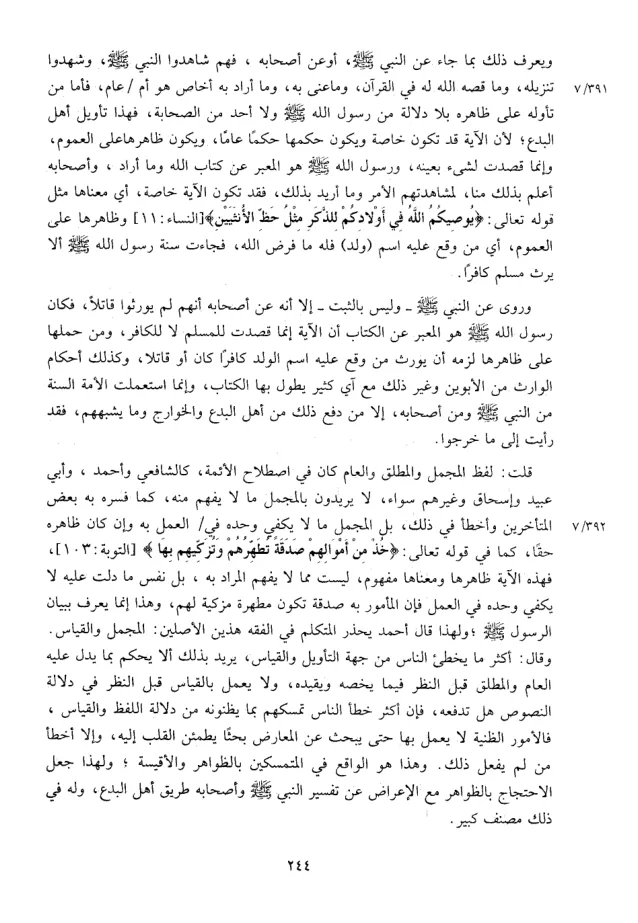 ويعرف ذلك بما جاء عن النبي ﷺ، أوعن أصحابه ، فهم شاهدوا النبي ﷺ، وشهدوا
٧/٣٩١ تنزيله، وما قصه الله له في القرآن، وماعنى به، وما أراد به أخاص هو أم / عام، فأما من
تأوله على ظاهره بلا دلالة من رسول الله ﷺ ولا أحد من الصحابة، فهذا تأويل أهل
البدع؛ لأن الآية قد تكون خاصة ويكون حكمها حكمًا عامًا، ويكون ظاهرهاعلى العموم،
وإنما قصدت لشىء بعينه، ورسول الله ﷺ هو المعبر عن كتاب الله وما أراد ، وأصحابه
أعلم بذلك منا، لمشاهدتهم الأمر وما أريد بذلك، فقد تكون الآية خاصة، أي معناها مثل
قوله تعالى: ﴿يُوصِيكُمُ اللَّهُ فِي أَوْلادِكُمْ لِلذَّكَرِ مِثْلُ حَظِّ الأُنثَيَيْنِ﴾[النساء:١١] وظاهرها على
العموم، أي من وقع عليه اسم (ولد) فله ما فرض الله، فجاءت سنة رسول الله ﷺ ألا
يرث مسلم كافرًا.
وروى عن النبي ﷺ ـ وليس بالثبت ـ إلا أنه عن أصحابه أنهم لم يورثوا قاتلاً، فكان
رسول الله ﷺ هو المعبر عن الكتاب أن الآية إنما قصدت للمسلم لا للكافر، ومن حملها
على ظاهرها لزمه أن يورث من وقع عليه اسم الولد كافرًا كان أو قاتلا، وكذلك أحكام
الوارث من الأبوين وغير ذلك مع آي كثير يطول بها الكتاب، وإنما استعملت الأمة السنة
من النبي ﷺ ومن أصحابه، إلا من دفع ذلك من أهل البدع والخوارج وما يشبههم، فقد
رأيت إلى ما خرجوا.
قلت: لفظ المجمل والمطلق والعام كان في اصطلاح الأئمة، كالشافعي وأحمد ، وأبي
عبيد وإسحاق وغيرهم سواء، لا يريدون بالمجمل ما لا يفهم منه، كما فسره به بعض
٧/٣٩٢ المتأخرين وأخطأ في ذلك، بل المجمل ما لا يكفي وحده في/ العمل به وإن كان ظاهره
حقًا، كما في قوله تعالى: ﴿خُذْ مِنْ أَمْوَالِهِمْ صَدَقَةً تُطَهِّرُهُمْ وَتُزَكِّيهِم بِهَا ﴾ [التوبة:١٠٣]،
فهذه الآية ظاهرها ومعناها مفهوم، ليست مما لا يفهم المراد به ، بل نفس ما دلت عليه لا
يكفي وحده في العمل فإن المأمور به صدقة تكون مطهرة مزكية لهم، وهذا إنما يعرف ببيان
الرسول ﷺ ؛ولهذا قال أحمد يحذر المتكلم في الفقه هذين الأصلين: المجمل والقياس.
وقال: أكثر ما يخطئ الناس من جهة التأويل والقياس، يريد بذلك ألا يحكم بما يدل عليه
العام والمطلق قبل النظر فيما يخصه ويقيده، ولا يعمل بالقياس قبل النظر في دلالة
النصوص هل تدفعه، فإن أكثر خطأ الناس تمسكهم بما يظنونه من دلالة اللفظ والقياس ،
فالأمور الظنية لا يعمل بها حتى يبحث عن المعارض بحثًا يطمئن القلب إليه، وإلا أخطأ
من لم يفعل ذلك. وهذا هو الواقع في المتمسكين بالظواهر والأقيسة ؛ ولهذا جعل
الاحتجاج بالظواهر مع الإعراض عن تفسير النبي ﷺ وأصحابه طريق أهل البدع، وله في
ذلك مصنف كبير.
٢٤٤